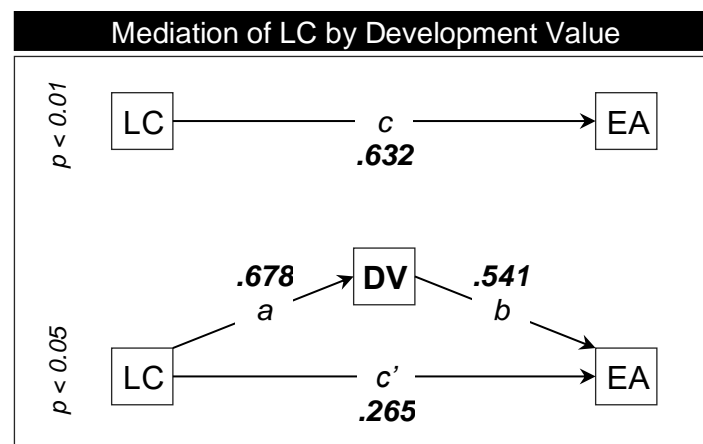 Mediation of LC by Development Value
p < 0.01
LC
c
EA
.632
.678
DV
.541
a
b
p < 0.05
LC
c’
EA
.265